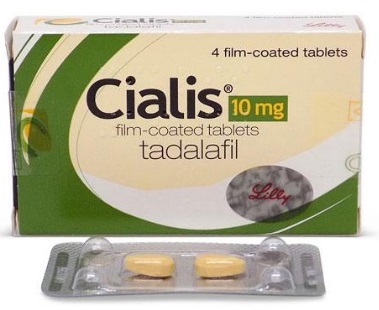 4 film-coated tablets
Cialis® 10 mg
film-coated tablets
tadalafil
Lilly